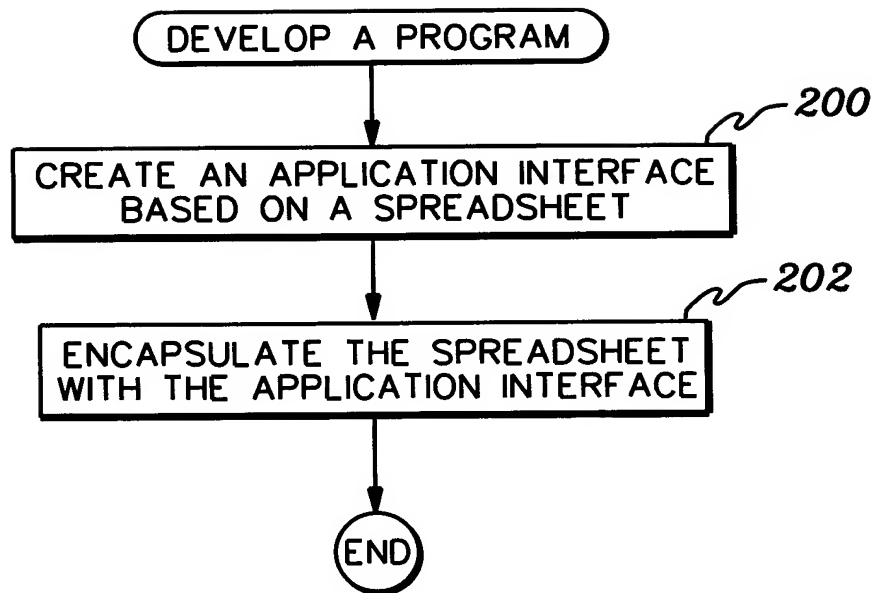 DEVELOP A PROGRAM
200
CREATE AN APPLICATION INTERFACE
BASED ON A SPREADSHEET
202
ENCAPSULATE THE SPREADSHEET
WITH THE APPLICATION INTERFACE
END